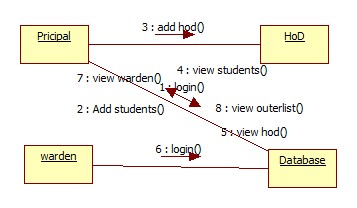 3 : add hod()
Pricipal
HoD
4 : view students()
7 : view warden()
1 : login()
2 : Add students()
8 : view outerlist()
5 : view hod()
6 : login()
warden
Database